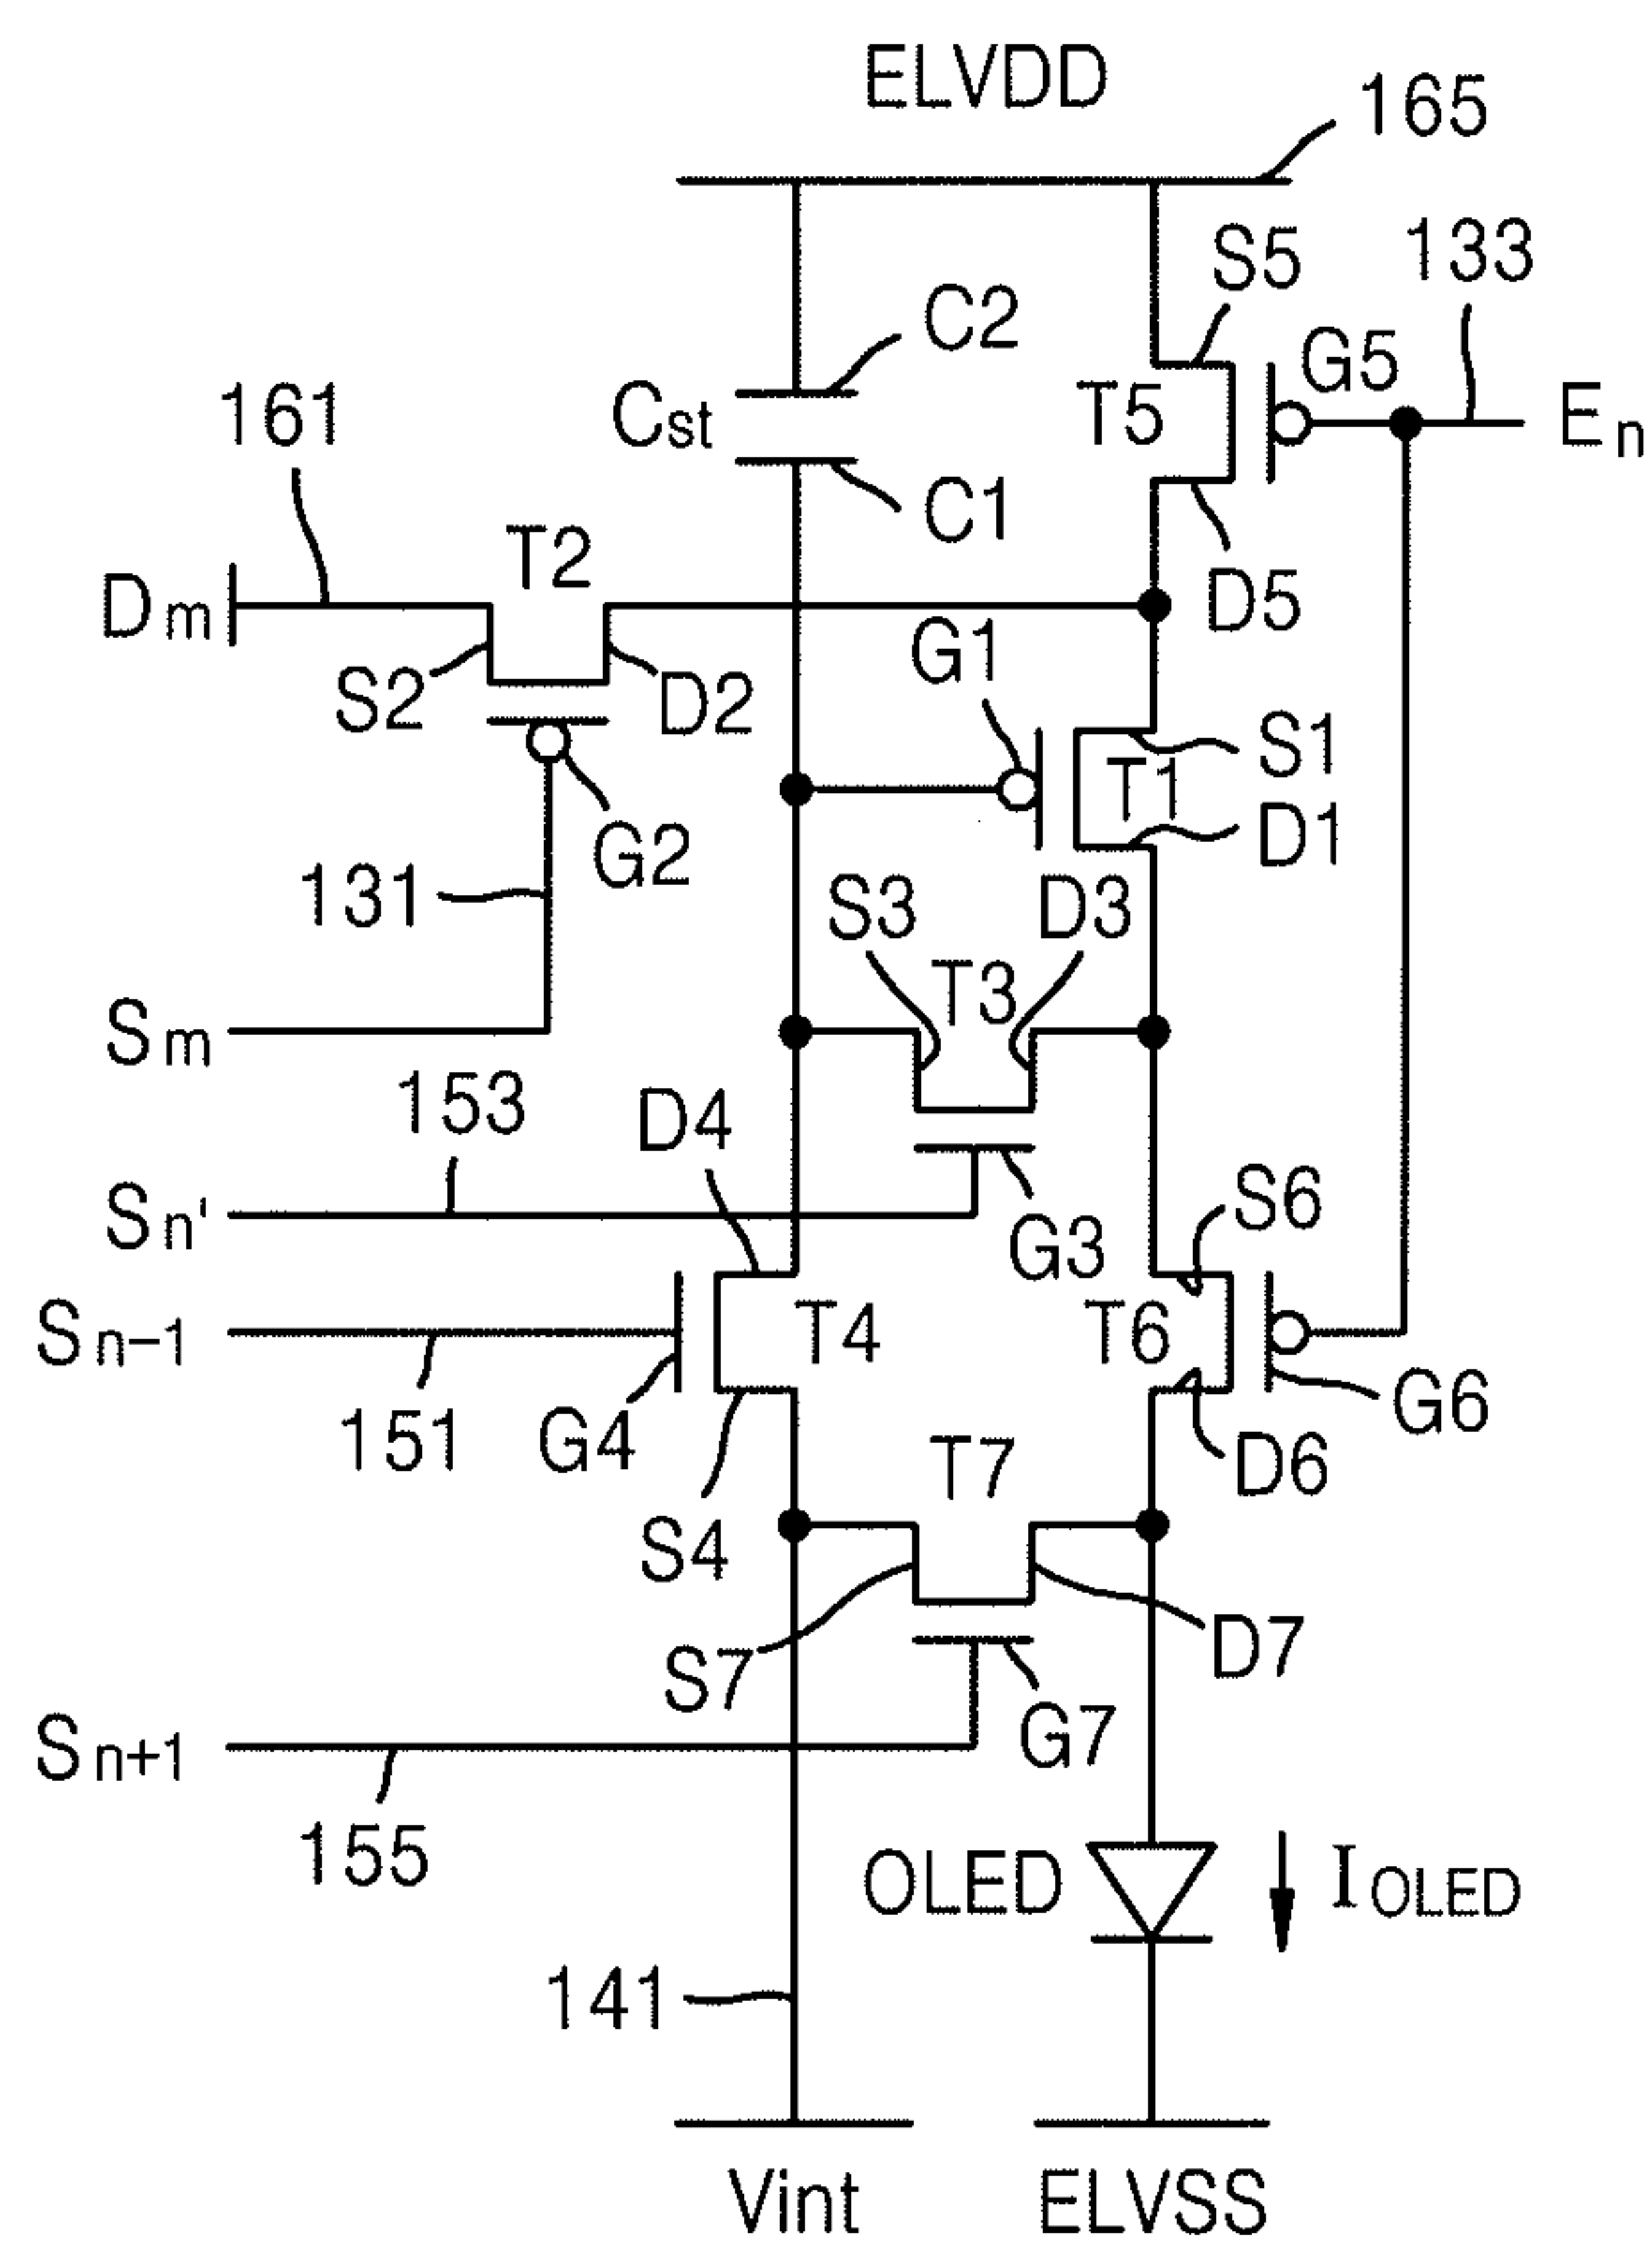 ELVDD
165
S5
133
C2
G5
161
Cst
T5
En
C1
T2
Dm
D5
G1
S2
D2
S1
T1
G2
D1
131
S3
D3
T3
Sm
153
D4
Sn'
S6
G3
Sn-1
T4
T6
G6
151
G4
T7
D6
S4
D7
S7
G7
Sn+1
155
OLED
IOLED
141
Vint
ELVSS